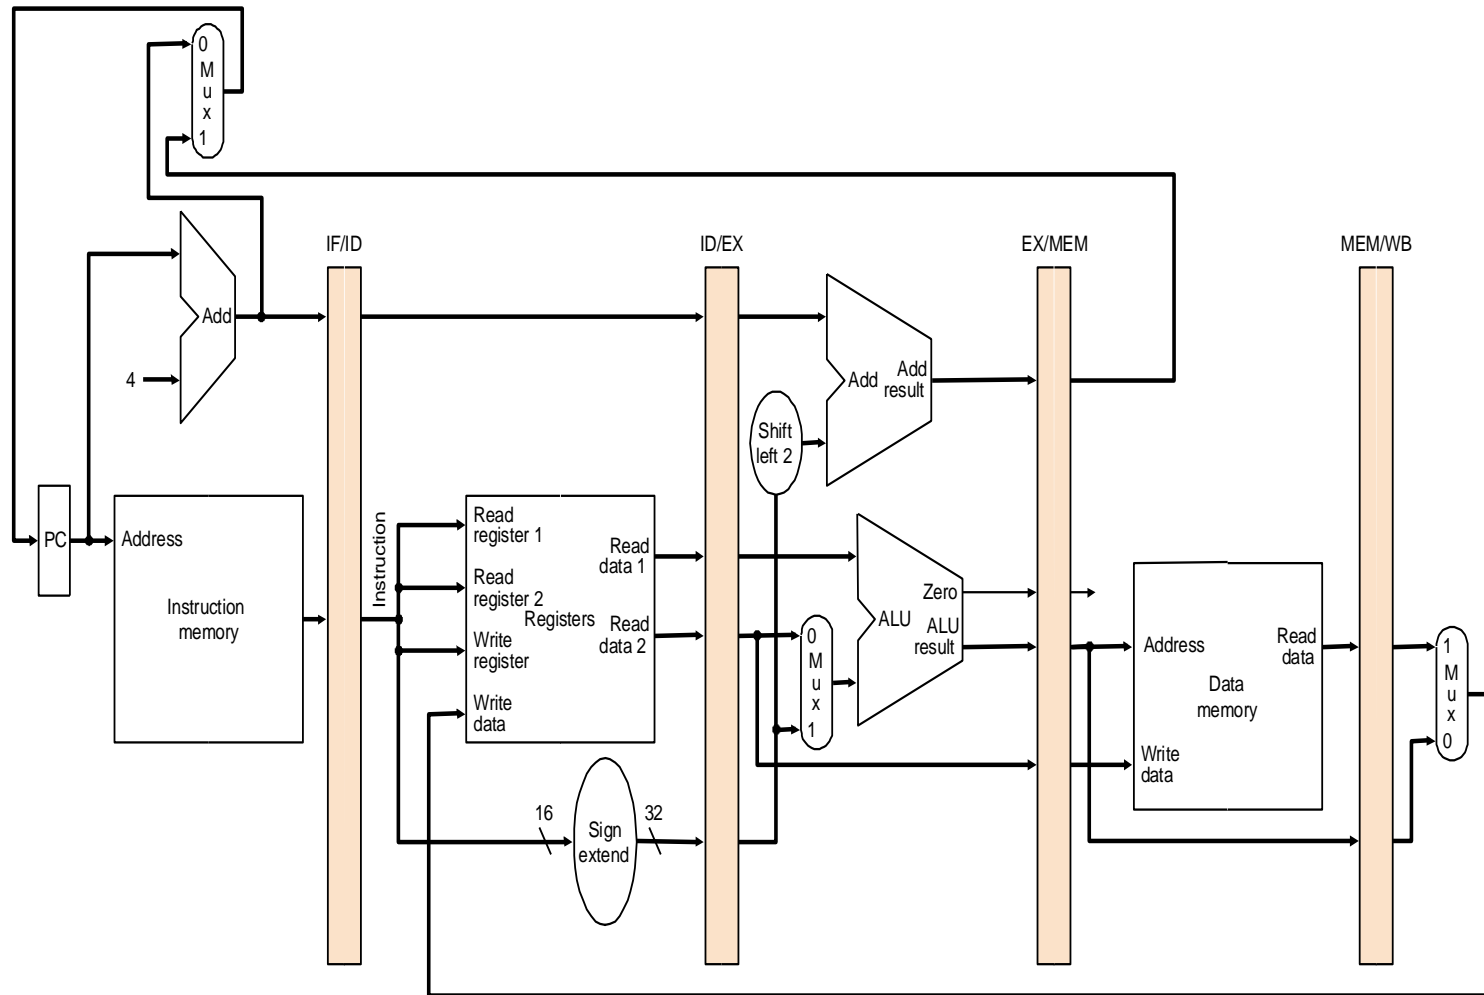 0
M
u
x
1
IF/ID
ID/EX
EX/MEM
MEM/WB
Add
4
Add
Add
result
Shift
left 2
PC
Address
Instruction
memory
Instruction
Read
register 1
Read
register 2
Write
register
Write
data
Registers
Read
data 1
Read
data 2
16
Sign
extend
32
0
M
u
x
1
Zero
ALU
ALU
result
Address
Read
data
Data
memory
Write
data
1
M
u
x
0